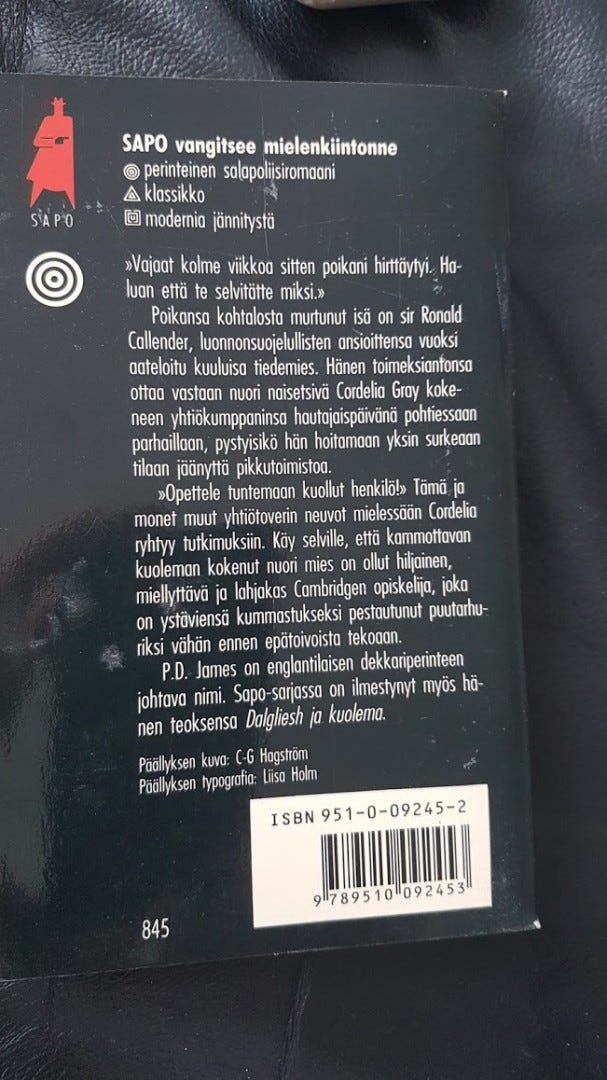 SAPO vangitsee mielenkiintonne
perinteinen salapoliisiromaani
klassikko
modernia jännitystä
SAPO
»Vajaat kolme viikkoa sitten poikani hirttäytyi. Ha-
luan että te selvitätte miksi.»
Poikansa kohtalosta murtunut isä on sir Ronald
Callender, luonnonsuojelullisten ansioittensa vuoksi
aateloitu kuuluisa tiedemies. Hänen toimeksiantonsa
ottaa vastaan nuori naisetsivä Cordelia Gray koke-
neen yhtiökumppaninsa hautajaispäivänä pohtiessaan
parhaillaan, pystyisikö hän hoitamaan yksin surkeaan
tilaan jäänyttä pikkutoimistoa.
»Opettele tuntemaan kuollut henkilö!» Tämä ja
monet muut yhtiötoverin neuvot mielessään Cordelia
ryhtyy tutkimuksiin. Käy selville, että kammottavan
kuoleman kokenut nuori mies on ollut hiljainen,
miellyttävä ja lahjakas Cambridgen opiskelija, joka
on ystäviensä kummastukseksi pestautunut puutarhu-
riksi vähän ennen epätoivoista tekoaan.
P.D. James on englantilaisen dekkariperinteen
johtava nimi. Sapo-sarjassa on ilmestynyt myös hä-
nen teoksensa Dalgliesh ja kuolema.
Päällyksen kuva: C-G Hagström
Päällyksen typografia: Liisa Holm
ISBN 951-0-09245-2
9 789510 092453
845